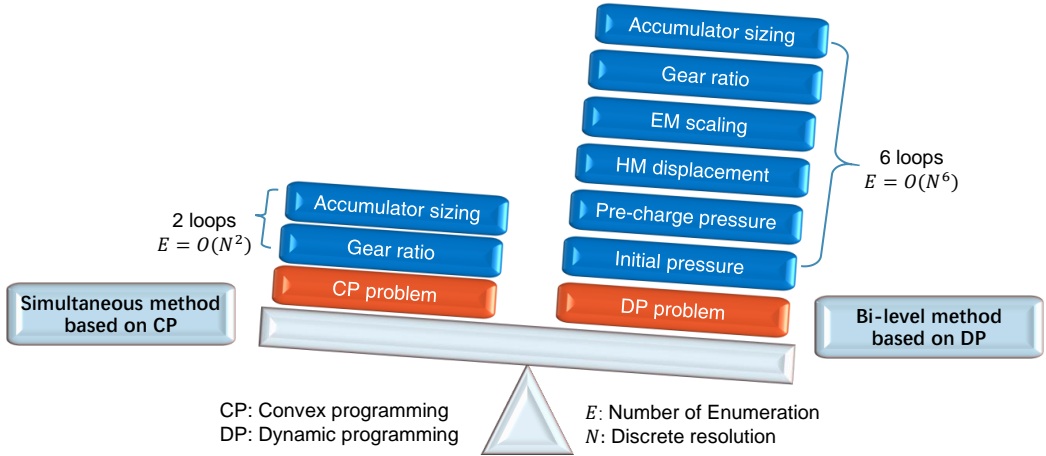 Accumulator sizing
Gear ratio
EM scaling
HM displacement
Pre-charge pressure
Initial pressure
DP problem
6 loops
E = O(N⁶)
Accumulator sizing
Gear ratio
CP problem
2 loops
E = O(N²)
Simultaneous method
based on CP
Bi-level method
based on DP
CP: Convex programming
DP: Dynamic programming
E: Number of Enumeration
N: Discrete resolution